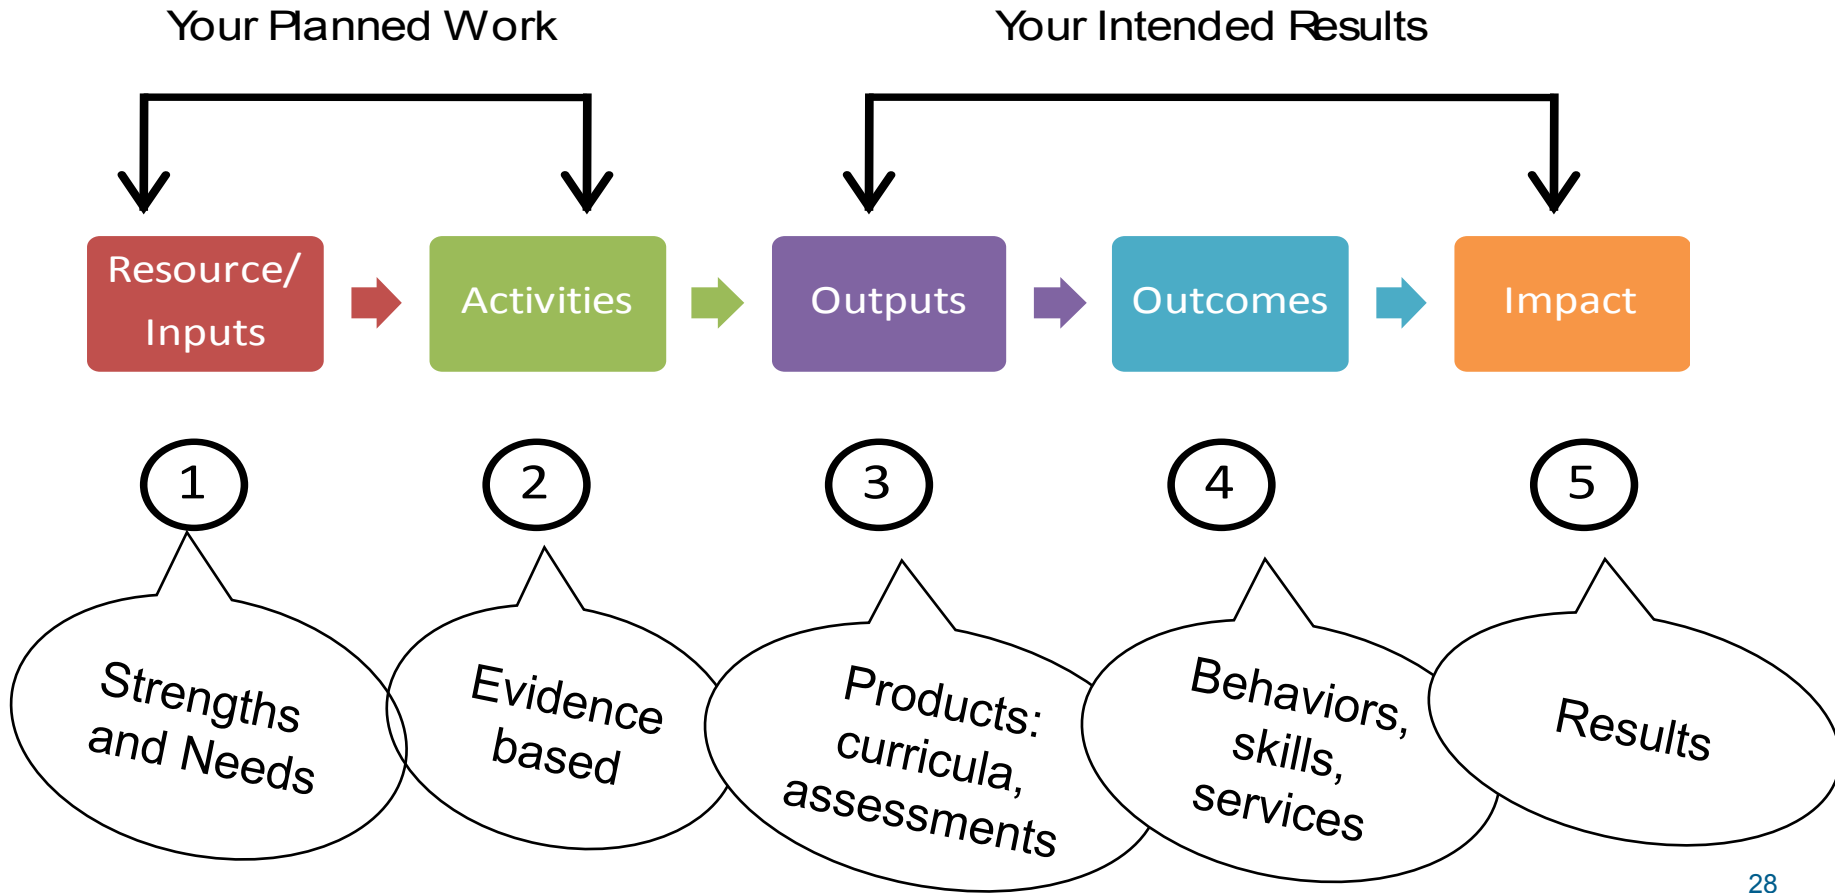 Your Planned Work
Your Intended Results
Resource/
Inputs
Activities
Outputs
Outcomes
Impact
1
2
3
4
5
Strengths
and Needs
Evidence
based
Products:
curricula,
assessments
Behaviors,
skills,
services
Results
28